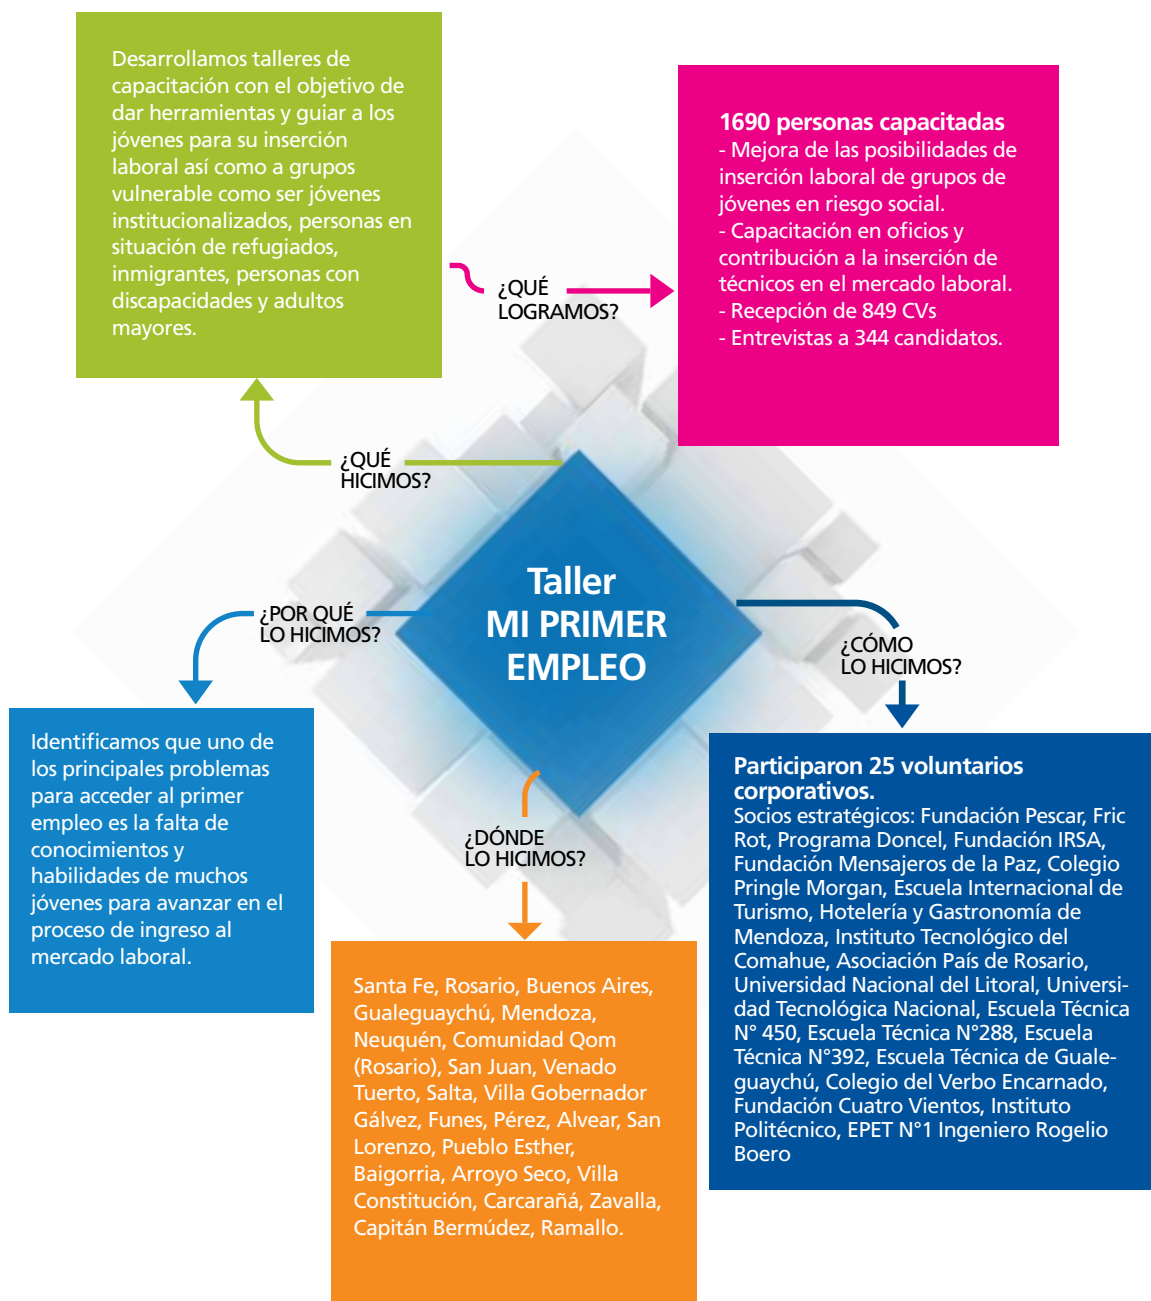 Desarrollamos talleres de
capacitación con el objetivo de
dar herramientas y guiar a los
jóvenes para su inserción
laboral así como a grupos
vulnerable como ser jóvenes
institucionalizados, personas en
situación de refugiados,
inmigrantes, personas con
discapacidades y adultos
mayores.
1690 personas capacitadas
- Mejora de las posibilidades de
inserción laboral de grupos de
jóvenes en riesgo social.
- Capacitación en oficios y
contribución a la inserción de
técnicos en el mercado laboral.
- Recepción de 849 CVs
- Entrevistas a 344 candidatos.
¿QUÉ
LOGRAMOS?
¿QUÉ
HICIMOS?
Taller
MI PRIMER
EMPLEO
¿POR QUÉ
LO HICIMOS?
¿CÓMO
LO HICIMOS?
Identificamos que uno de
los principales problemas
para acceder al primer
empleo es la falta de
conocimientos y
habilidades de muchos
jóvenes para avanzar en el
proceso de ingreso al
mercado laboral.
¿DÓNDE
LO HICIMOS?
Santa Fe, Rosario, Buenos Aires,
Gualeguaychú, Mendoza,
Neuquén, Comunidad Qom
(Rosario), San Juan, Venado
Tuerto, Salta, Villa Gobernador
Gálvez, Funes, Pérez, Alvear, San
Lorenzo, Pueblo Esther,
Baigorria, Arroyo Seco, Villa
Constitución, Carcarañá, Zavalla,
Capitán Bermúdez, Ramallo.
Participaron 25 voluntarios
corporativos.
Socios estratégicos: Fundación Pescar, Fric
Rot, Programa Doncel, Fundación IRSA,
Fundación Mensajeros de la Paz, Colegio
Pringle Morgan, Escuela Internacional de
Turismo, Hotelería y Gastronomía de
Mendoza, Instituto Tecnológico del
Comahue, Asociación País de Rosario,
Universidad Nacional del Litoral, Universi-
dad Tecnológica Nacional, Escuela Técnica
N° 450, Escuela Técnica N°288, Escuela
Técnica N°392, Escuela Técnica de Guale-
guaychú, Colegio del Verbo Encarnado,
Fundación Cuatro Vientos, Instituto
Politécnico, EPET N°1 Ingeniero Rogelio
Boero